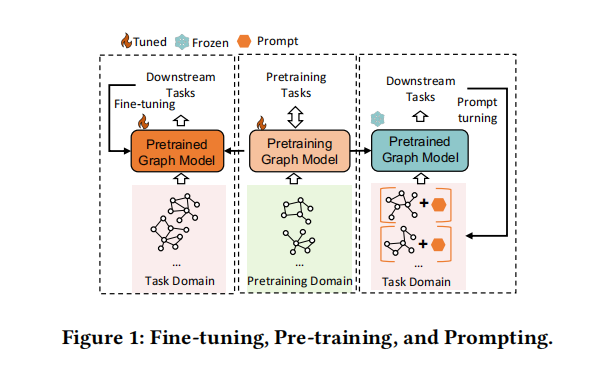 Tuned Frozen Prompt
Downstream
Tasks
Fine-tuning
Pretrained
Graph Model
...
Task Domain
Pretraining
Tasks
Pretraining
Graph Model
...
Pretraining Domain
Downstream
Tasks
Prompt
turning
Pretrained
Graph Model
+
+
...
Task Domain
Figure 1: Fine-tuning, Pre-training, and Prompting.